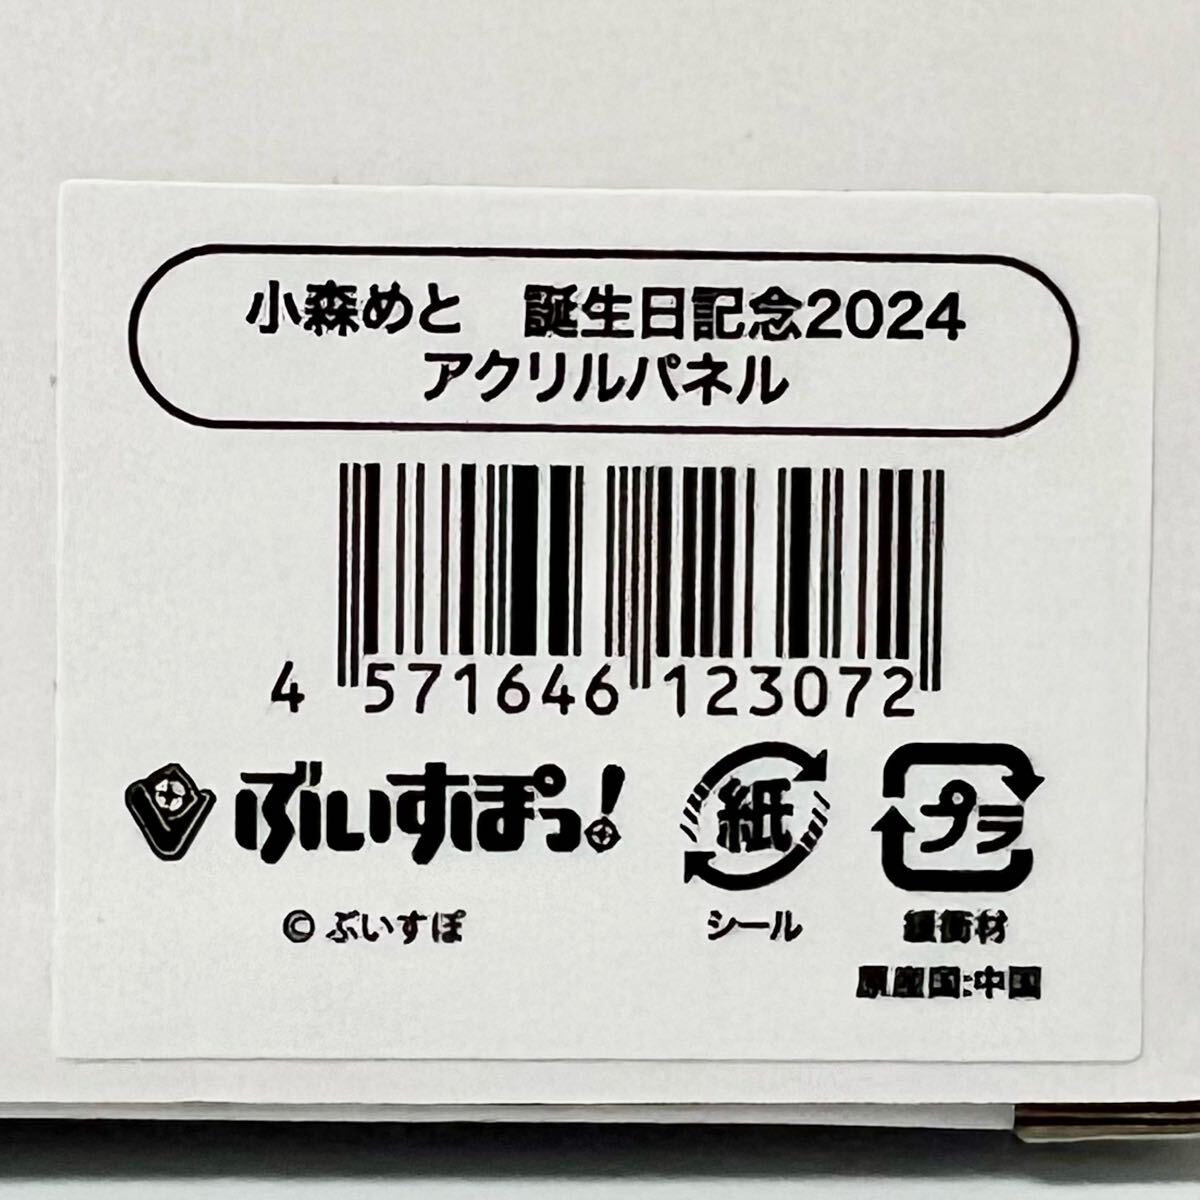 小森めと　誕生日記念2024
アクリルパネル
4 571646 123072
ぶいすぽっ!
紙
プラ
© ぶいすぽ
シール
緩衝材
原産国:中国